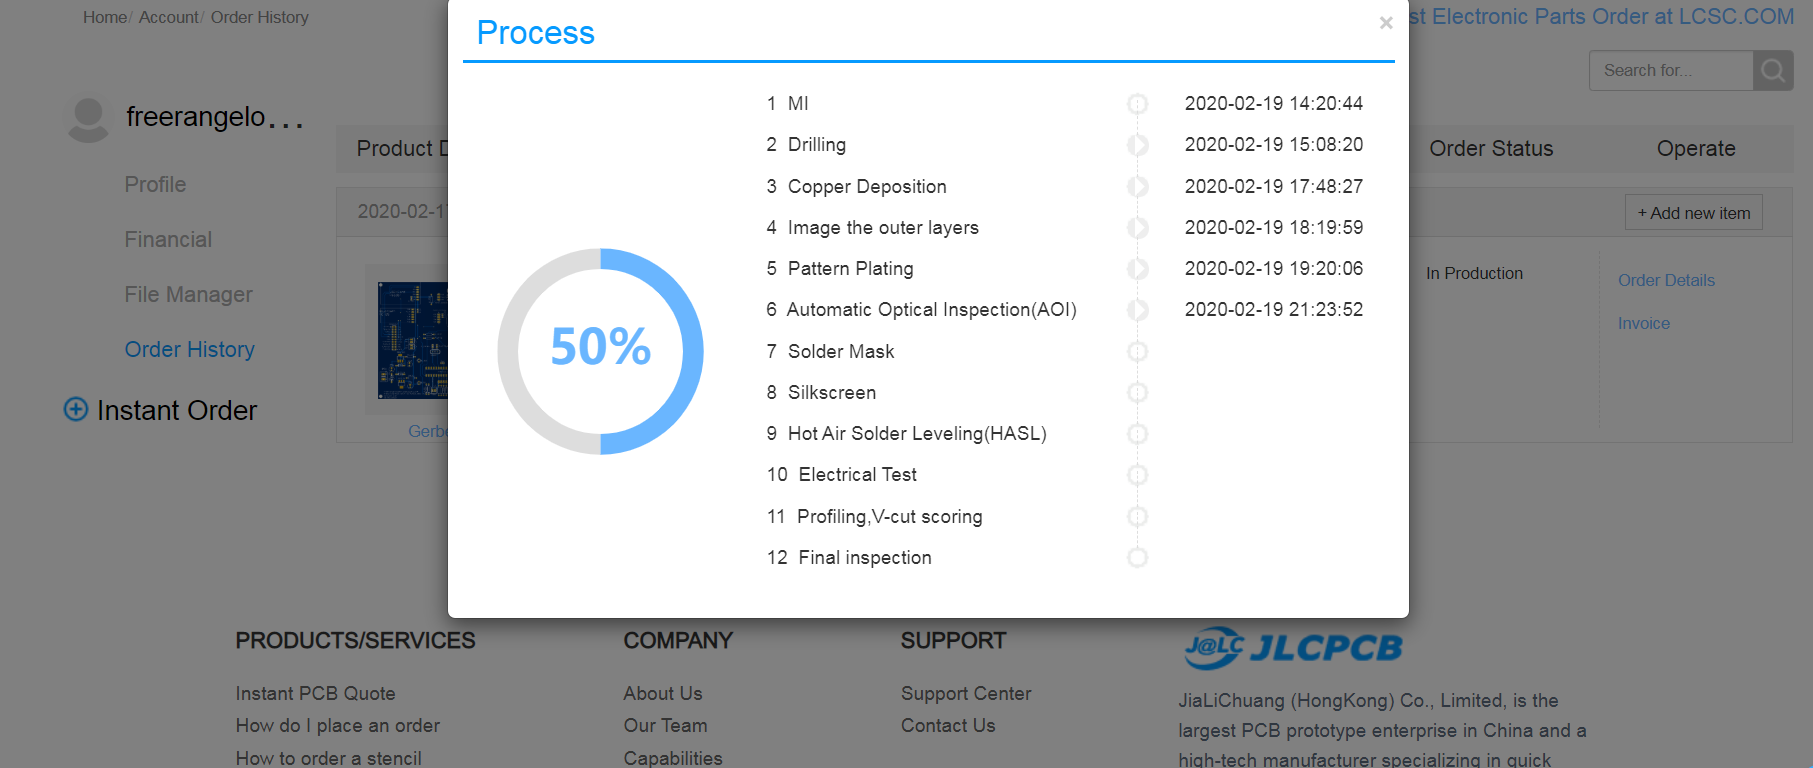 Home/ Account/ Order History
st Electronic Parts Order at LCSC.COM
Search for...
freerangelo...
Profile
Financial
File Manager
Order History
Instant Order
Product D
Order Status
Operate
2020-02-17
+ Add new item
In Production
Order Details
Invoice
Gerbe
Process
×
50%
1 MI 2020-02-19 14:20:44
2 Drilling 2020-02-19 15:08:20
3 Copper Deposition 2020-02-19 17:48:27
4 Image the outer layers 2020-02-19 18:19:59
5 Pattern Plating 2020-02-19 19:20:06
6 Automatic Optical Inspection(AOI) 2020-02-19 21:23:52
7 Solder Mask
8 Silkscreen
9 Hot Air Solder Leveling(HASL)
10 Electrical Test
11 Profiling,V-cut scoring
12 Final inspection
PRODUCTS/SERVICES
Instant PCB Quote
How do I place an order
How to order a stencil
COMPANY
About Us
Our Team
Capabilities
SUPPORT
Support Center
Contact Us
J@LC JLCPCB
JiaLiChuang (HongKong) Co., Limited, is the
largest PCB prototype enterprise in China and a
high-tech manufacturer specializing in quick